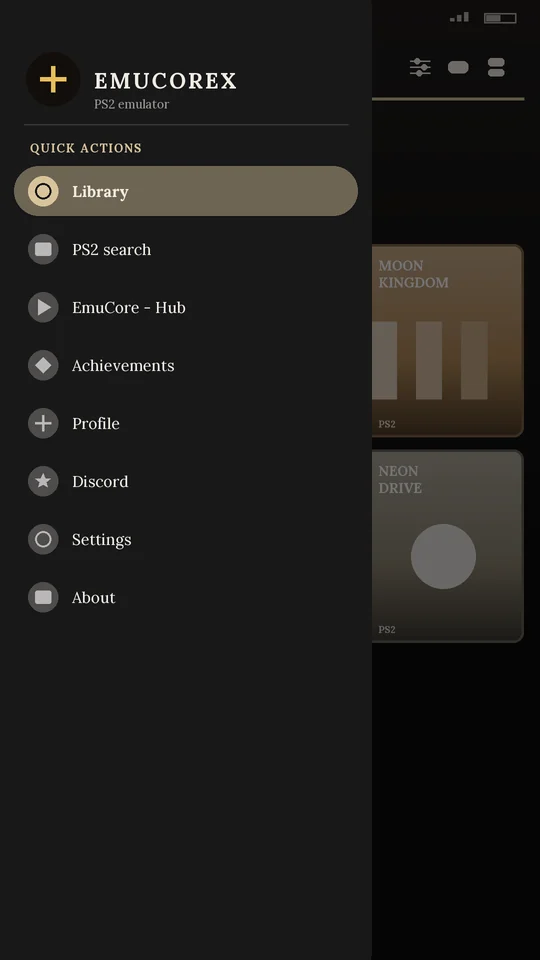 EMUCOREX
PS2 emulator
QUICK ACTIONS
Library
PS2 search
EmuCore - Hub
Achievements
Profile
Discord
Settings
About
MOON
KINGDOM
PS2
NEON
DRIVE
PS2